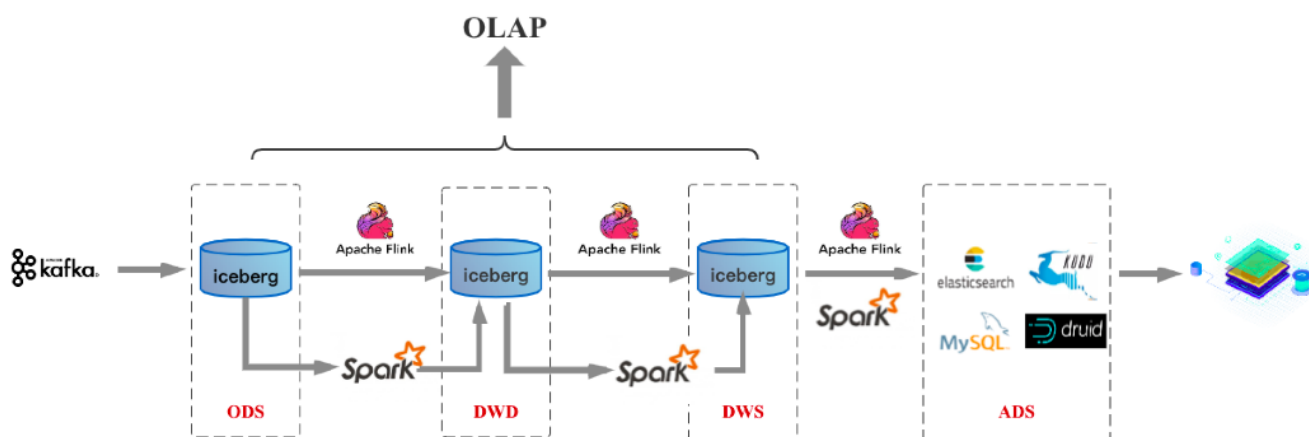 OLAP
Apache Flink
Apache Flink
Apache Flink
kafka
iceberg
iceberg
iceberg
elasticsearch
KUDU
Spark
MySQL
druid
Spark
Spark
ODS
DWD
DWS
ADS